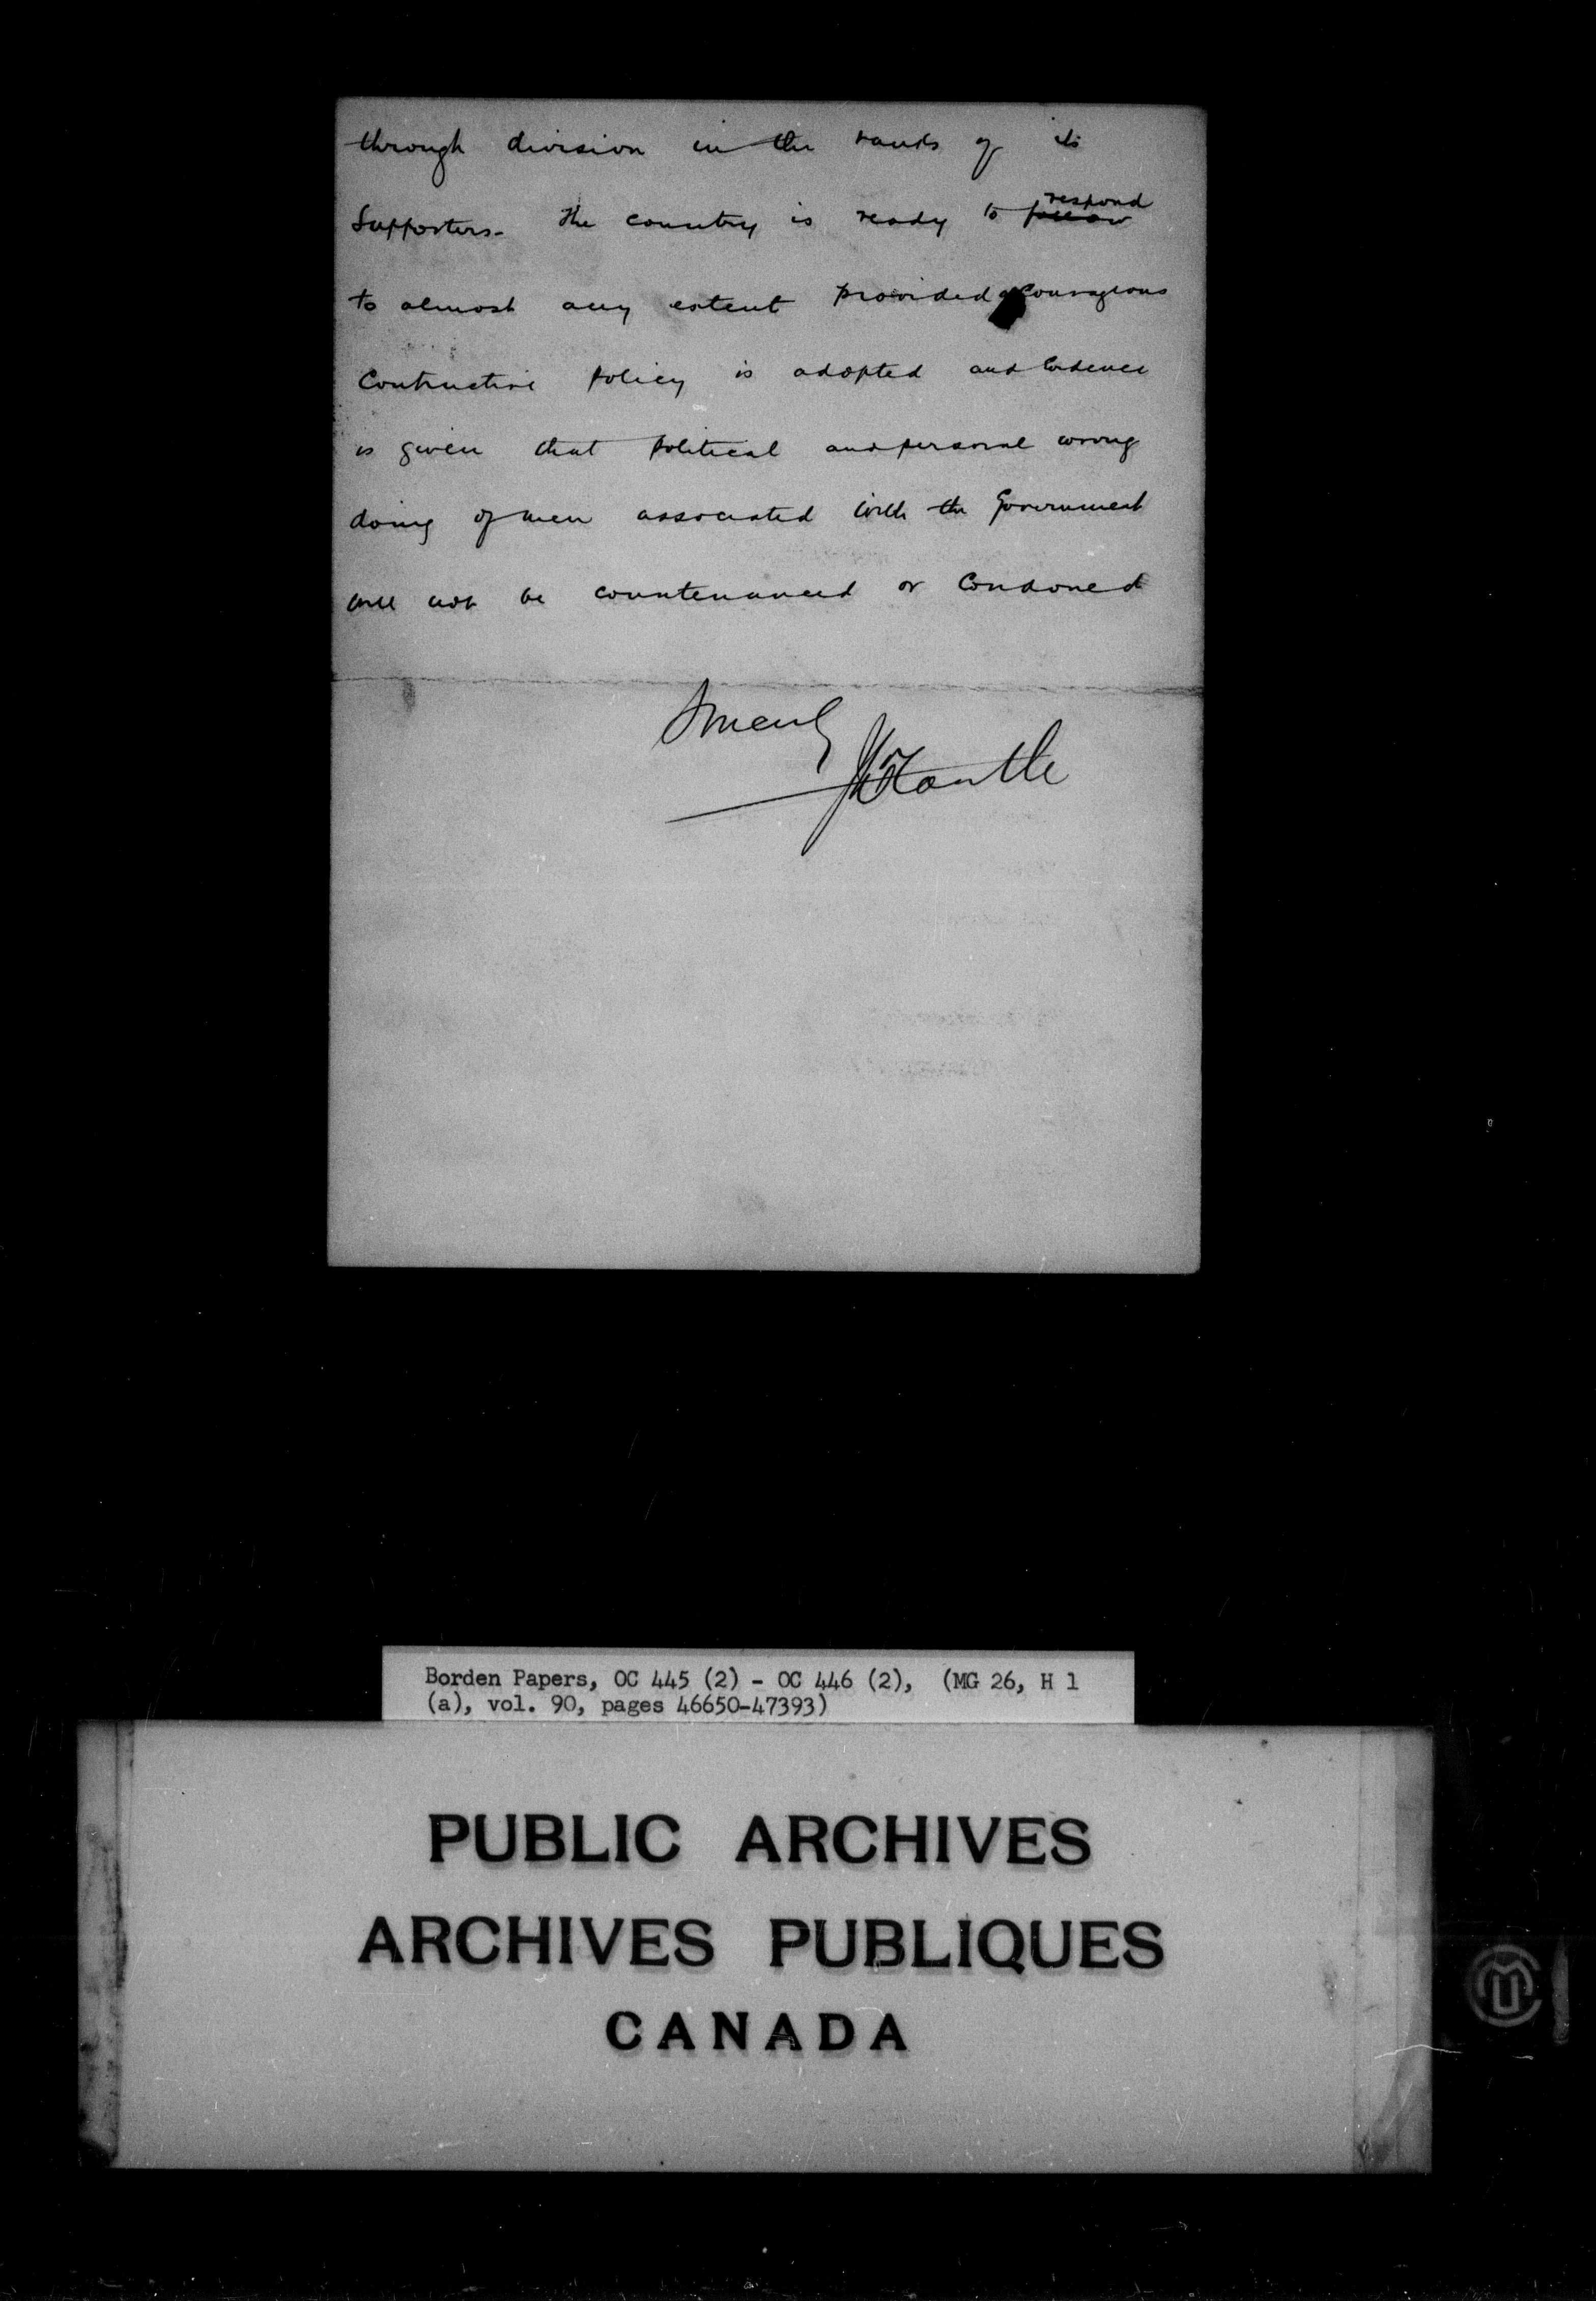 through division in the ranks of its
respond
Supporters. The country is ready to follow
to almost any extent provided a Courageous
Contructive policy is adopted and Evidence
is given that political and personal wrong
doing of men associated with the Government
will not be countenanced or Condoned
Sincerely
Borden Papers, OC 445 (2) - OC 446 (2), (MG 26, H 1
(a), vol. 90, pages 46650-47393)
PUBLIC ARCHIVES
ARCHIVES PUBLIQUES
CANADA